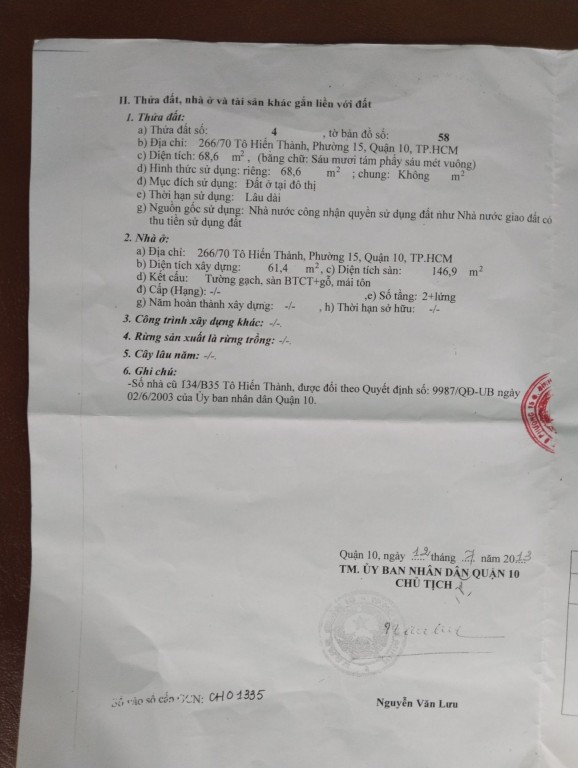 II. Thửa đất, nhà ở và tài sản khác gắn liền với đất
1. Thửa đất:
a) Thửa đất số: 4 , tờ bản đồ số: 58
b) Địa chỉ: 266/70 Tô Hiến Thành, Phường 15, Quận 10, TP.HCM
c) Diện tích: 68,6 m², (bằng chữ: Sáu mươi tám phẩy sáu mét vuông)
d) Hình thức sử dụng: riêng: 68,6 m² ; chung: Không m²
đ) Mục đích sử dụng: Đất ở tại đô thị
e) Thời hạn sử dụng: Lâu dài
g) Nguồn gốc sử dụng: Nhà nước công nhận quyền sử dụng đất như Nhà nước giao đất có
thu tiền sử dụng đất
2. Nhà ở:
a) Địa chỉ: 266/70 Tô Hiến Thành, Phường 15, Quận 10, TP.HCM
b) Diện tích xây dựng: 61,4 m², c) Diện tích sàn: 146,9 m²
d) Kết cấu: Tường gạch, sàn BTCT+gỗ, mái tôn
đ) Cấp (Hạng): -/- ,e) Số tầng: 2+lửng
g) Năm hoàn thành xây dựng: -/- , h) Thời hạn sở hữu: -/-
3. Công trình xây dựng khác: -/-.
4. Rừng sản xuất là rừng trồng: -/-.
5. Cây lâu năm: -/-.
6. Ghi chú:
-Số nhà cũ 134/B35 Tô Hiến Thành, được đổi theo Quyết định số: 9987/QĐ-UB ngày
02/6/2003 của Ủy ban nhân dân Quận 10.
Quận 10, ngày 12 tháng 7 năm 2013
TM. ỦY BAN NHÂN DÂN QUẬN 10
CHỦ TỊCH
Số vào sổ cấp GCN: CH01335
Nguyễn Văn Lưu